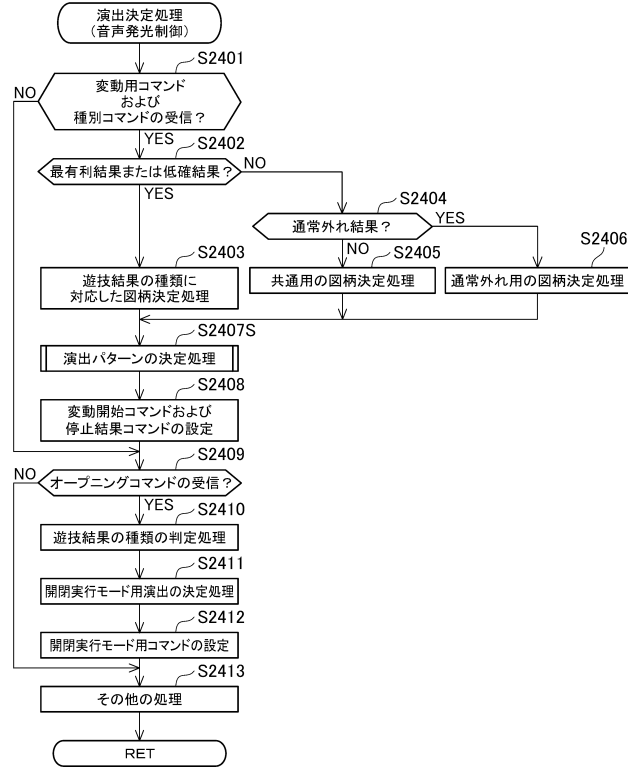 演出決定処理
(音声発光制御)
S2401
変動用コマンド
および
種別コマンドの受信？
NO
YES
S2402
最有利結果または低確結果？
NO
YES
S2404
通常外れ結果？
YES
NO
S2403
遊技結果の種類に
対応した図柄決定処理
S2405
共通用の図柄決定処理
S2406
通常外れ用の図柄決定処理
S2407S
演出パターンの決定処理
S2408
変動開始コマンドおよび
停止結果コマンドの設定
S2409
NO
オープニングコマンドの受信？
YES
S2410
遊技結果の種類の判定処理
S2411
開閉実行モード用演出の決定処理
S2412
開閉実行モード用コマンドの設定
S2413
その他の処理
RET